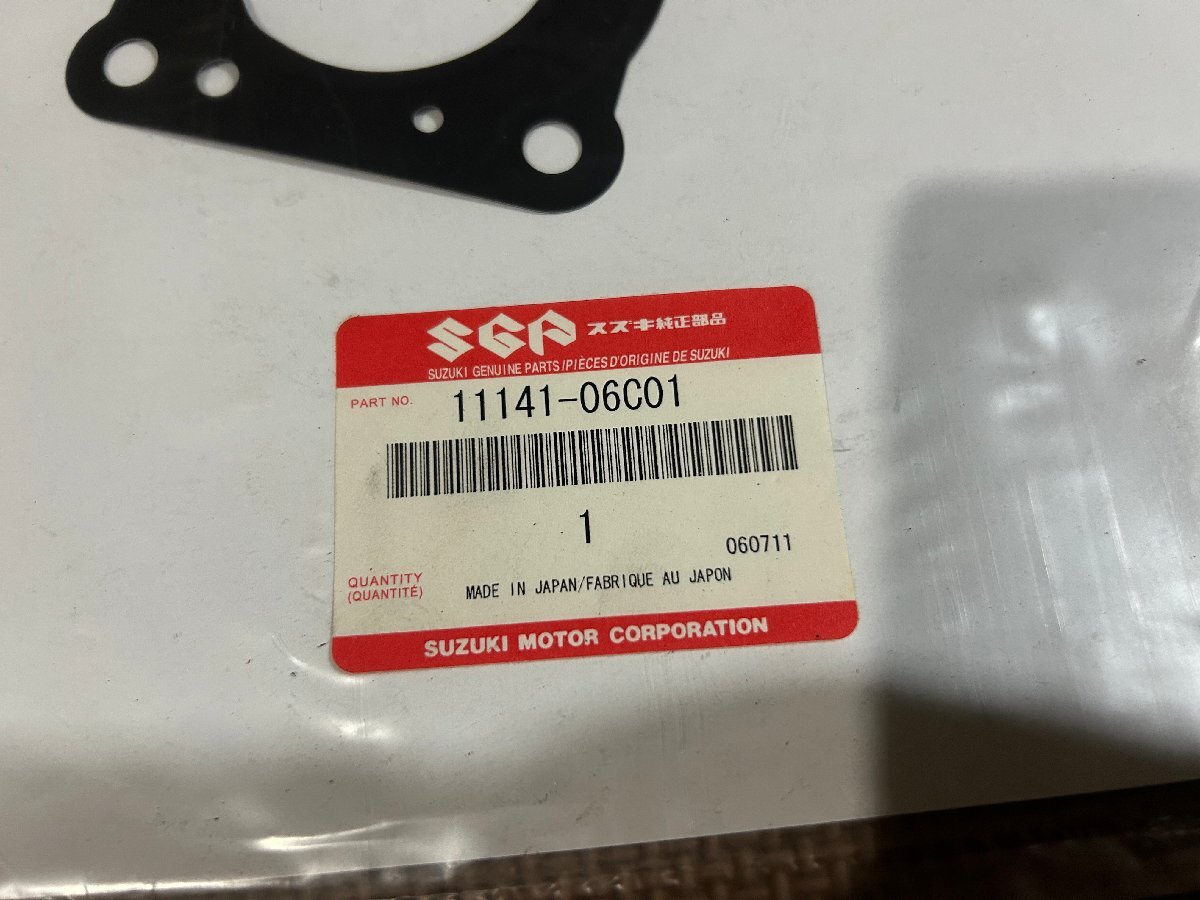 SGP スズキ純正部品
SUZUKI GENUINE PARTS/PIÈCES D'ORIGINE DE SUZUKI
PART NO. 11141-06C01
1
060711
QUANTITY
(QUANTITÉ)
MADE IN JAPAN/FABRIQUE AU JAPON
SUZUKI MOTOR CORPORATION